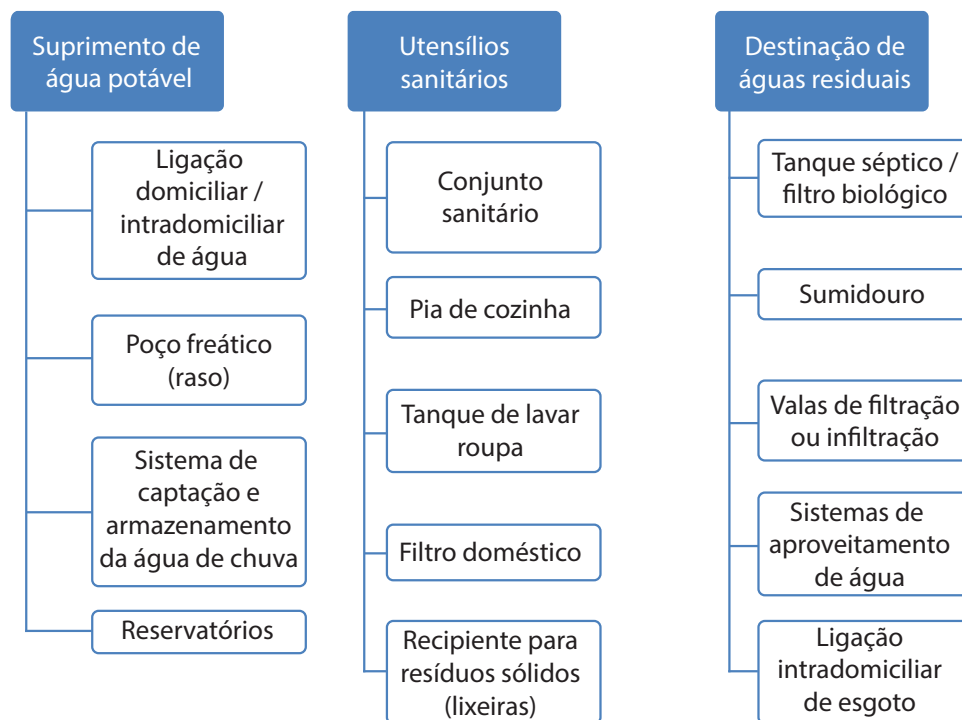 Suprimento de
água potável
Ligação
domiciliar /
intradomiciliar
de água
Poço freático
(raso)
Sistema de
captação e
armazenamento
da água de chuva
Reservatórios
Utensílios
sanitários
Conjunto
sanitário
Pia de cozinha
Tanque de lavar
roupa
Filtro doméstico
Recipiente para
resíduos sólidos
(lixeiras)
Destinação de
águas residuais
Tanque séptico /
filtro biológico
Sumidouro
Valas de filtração
ou infiltração
Sistemas de
aproveitamento
de água
Ligação
intradomiciliar
de esgoto